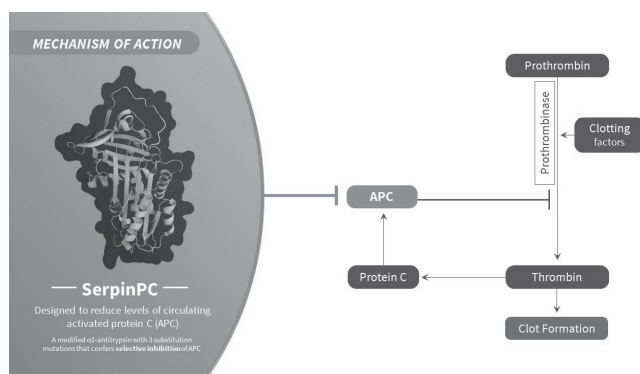 MECHANISM OF ACTION
SerpinPC
Designed to reduce levels of circulating
activated protein C (APC)
A modified α1-antitrypsin with 3 substitution
mutations that confers selective inhibition of APC
Prothrombin
Prothrombinase
Clotting
factors
APC
Protein C
Thrombin
Clot Formation